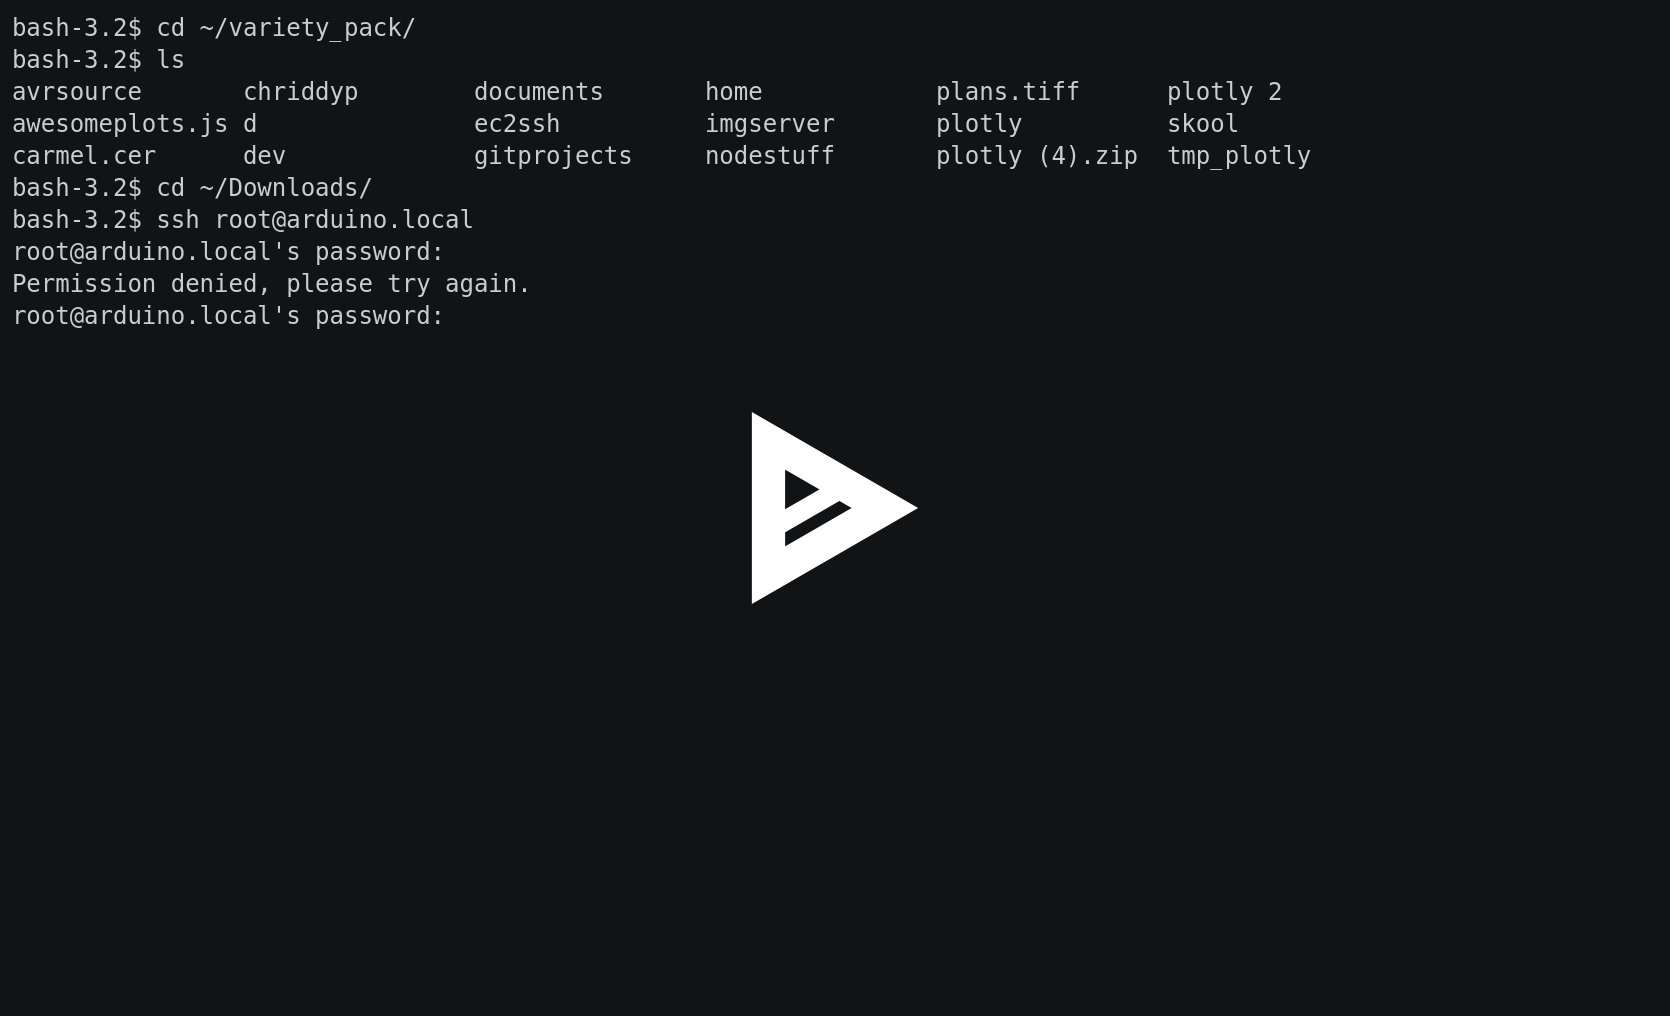 bash-3.2$ cd ~/variety_pack/
bash-3.2$ ls
avrsource       chriddyp        documents       home            plans.tiff      plotly 2
awesomeplots.js d               ec2ssh          imgserver       plotly          skool
carmel.cer      dev             gitprojects     nodestuff       plotly (4).zip  tmp_plotly
bash-3.2$ cd ~/Downloads/
bash-3.2$ ssh root@arduino.local
root@arduino.local's password:
Permission denied, please try again.
root@arduino.local's password: